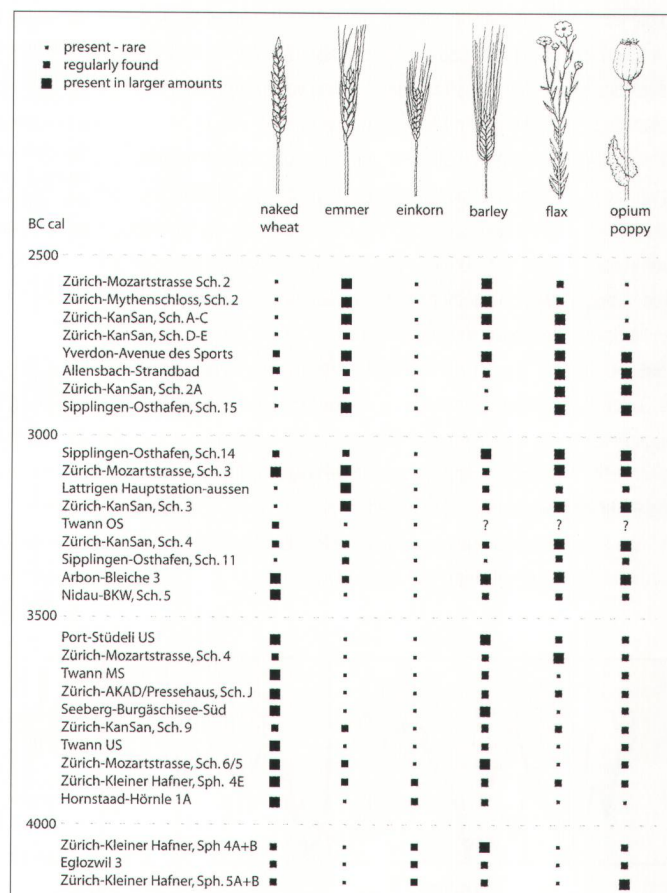 present - rare
regularly found
present in larger amounts
naked wheat
emmer
einkorn
barley
flax
opium poppy
BC cal
2500
Zürich-Mozartstrasse Sch. 2
Zürich-Mythenschloss, Sch. 2
Zürich-KanSan, Sch. A-C
Zürich-KanSan, Sch. D-E
Yverdon-Avenue des Sports
Allensbach-Strandbad
Zürich-KanSan, Sch. 2A
Sipplingen-Osthafen, Sch. 15
3000
Sipplingen-Osthafen, Sch.14
Zürich-Mozartstrasse, Sch. 3
Lattrigen Hauptstation-aussen
Zürich-KanSan, Sch. 3
Twann OS ? ? ?
Zürich-KanSan, Sch. 4
Sipplingen-Osthafen, Sch. 11
Arbon-Bleiche 3
Nidau-BKW, Sch. 5
3500
Port-Stüdeli US
Zürich-Mozartstrasse, Sch. 4
Twann MS
Zürich-AKAD/Pressehaus, Sch. J
Seeberg-Burgäschisee-Süd
Zürich-KanSan, Sch. 9
Twann US
Zürich-Mozartstrasse, Sch. 6/5
Zürich-Kleiner Hafner, Sph. 4E
Hornstaad-Hörnle 1A
4000
Zürich-Kleiner Hafner, Sph 4A+B
Eglozwil 3
Zürich-Kleiner Hafner, Sph. 5A+B